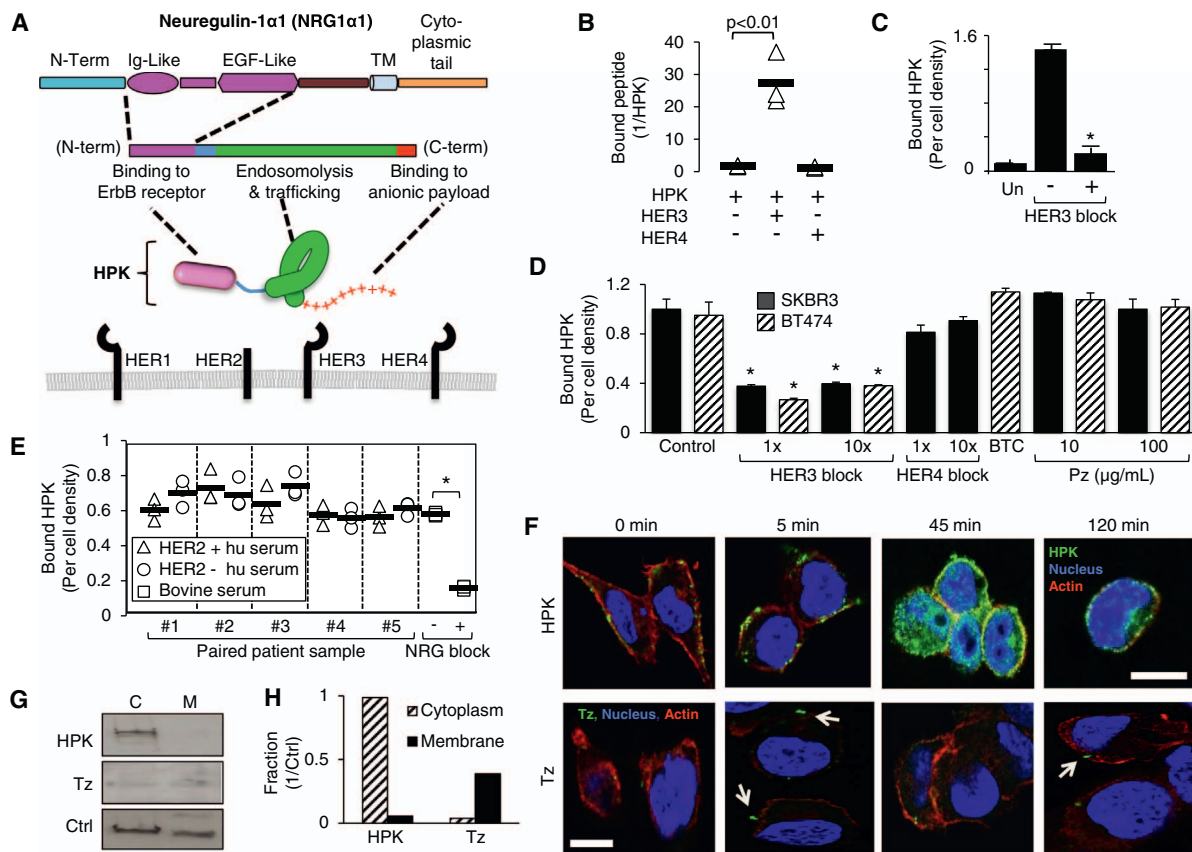 A
Neuregulin-1α1 (NRG1α1)
N-Term
Ig-Like
EGF-Like
TM
Cyto-
plasmic
tail
(N-term)
(C-term)
Binding to
ErbB receptor
Endosomolysis
& trafficking
Binding to
anionic payload
HPK
+
HER1
HER2
HER3
HER4
B
p<0.01
Bound peptide
(1/HPK)
40
30
20
10
0
HPK + + +
HER3 - + -
HER4 - - +
C
Bound HPK
(Per cell density)
1.6
0
*
Un - +
HER3 block
D
Bound HPK
(Per cell density)
1.2
0.8
0.4
0
SKBR3
BT474
* * * *
Control
1x 10x
HER3 block
1x 10x
HER4 block
BTC
10 100
Pz (µg/mL)
E
Bound HPK
(Per cell density)
1
0.8
0.6
0.4
0.2
0
*
HER2 + hu serum
HER2 - hu serum
Bovine serum
#1 #2 #3 #4 #5
Paired patient sample
- +
NRG block
F
0 min 5 min 45 min 120 min
HPK
HPK
Nucleus
Actin
Tz
Tz, Nucleus, Actin
G
C M
HPK
Tz
Ctrl
H
Fraction
(1/Ctrl)
1
0.5
0
Cytoplasm
Membrane
HPK Tz